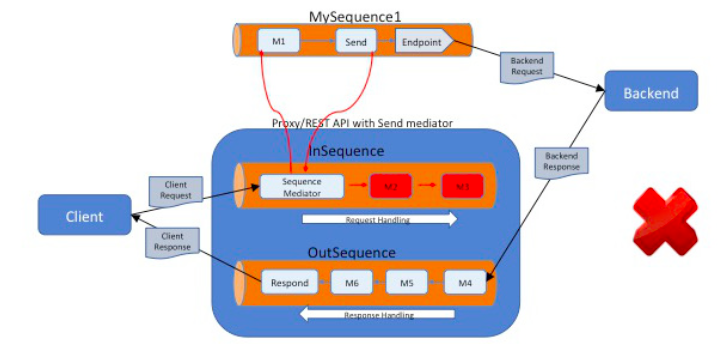 MySequence1
M1
Send
Endpoint
Backend
Request
Backend
Proxy/REST API with Send mediator
InSequence
Backend
Response
Client
Request
Sequence
Mediator
M2
M3
Request Handling
Client
Client
Response
OutSequence
Respond
M6
M5
M4
Response Handling